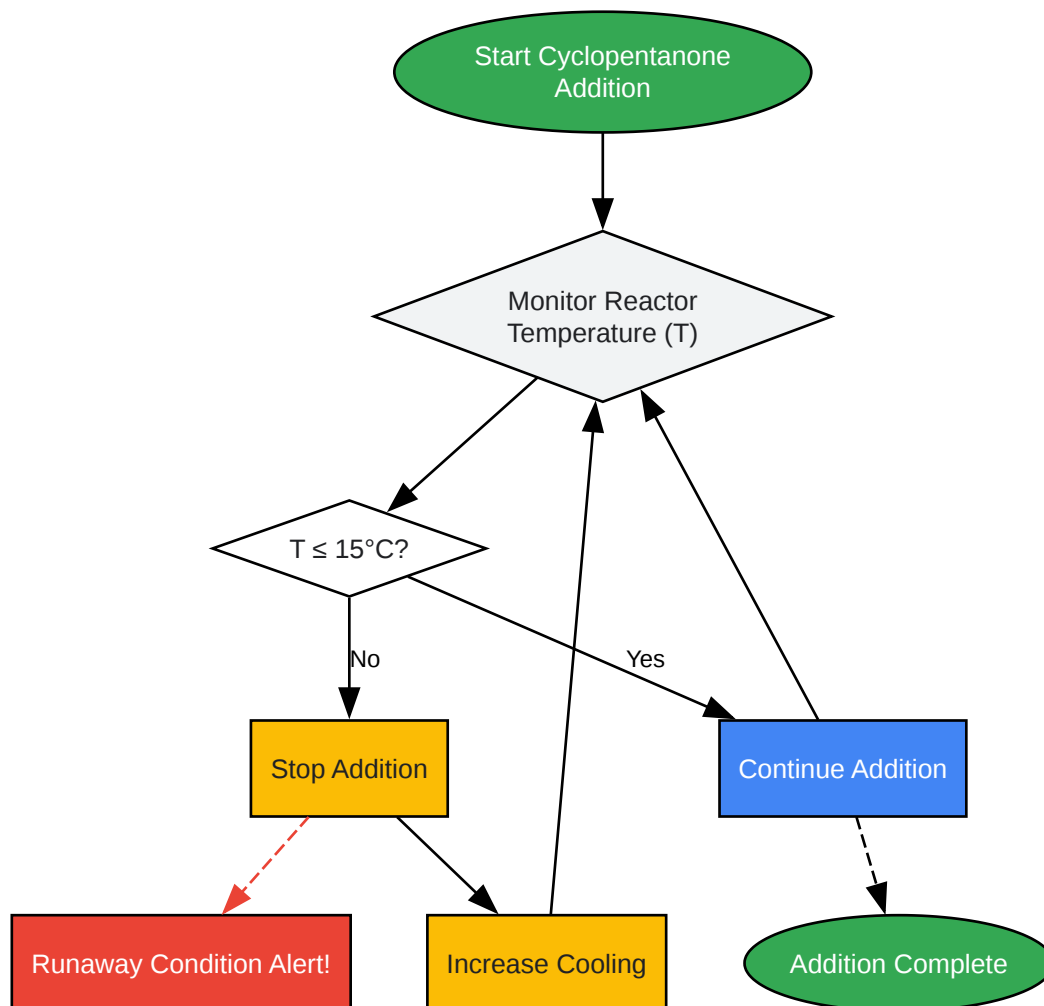 Start Cyclopentanone
Addition
Monitor Reactor
Temperature (T)
T ≤ 15°C?
No
Yes
Stop Addition
Continue Addition
Runaway Condition Alert!
Increase Cooling
Addition Complete